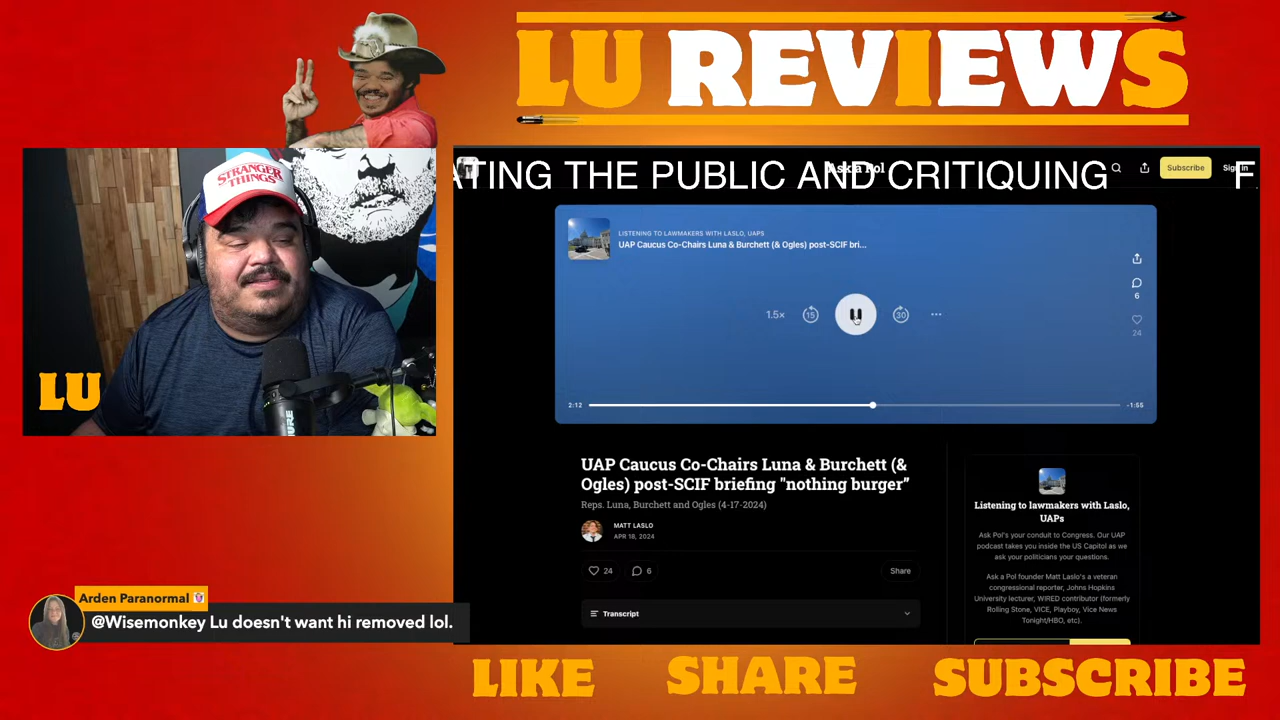 LU REVIEWS
ATING THE PUBLIC AND CRITIQUING F
Ask a Pol
Subscribe
Sign in
STRANGER
THINGS
LU
LISTENING TO LAWMAKERS WITH LASLO, UAPS
UAP Caucus Co-Chairs Luna & Burchett (& Ogles) post-SCIF bri...
6
24
1.5×
15
30
2:12
-1:55
UAP Caucus Co-Chairs Luna & Burchett (&
Ogles) post-SCIF briefing "nothing burger”
Reps. Luna, Burchett and Ogles (4-17-2024)
MATT LASLO
APR 18, 2024
24
6
Share
Transcript
Listening to lawmakers with Laslo,
UAPs
Ask Pol's your conduit to Congress. Our UAP
podcast takes you inside the US Capitol as we
ask your politicians your questions.
Ask a Pol founder Matt Laslo's a veteran
congressional reporter, Johns Hopkins
University lecturer, WIRED contributor (formerly
Rolling Stone, VICE, Playboy, Vice News
Tonight/HBO, etc).
Arden Paranormal
@Wisemonkey Lu doesn't want hi removed lol.
LIKE SHARE SUBSCRIBE